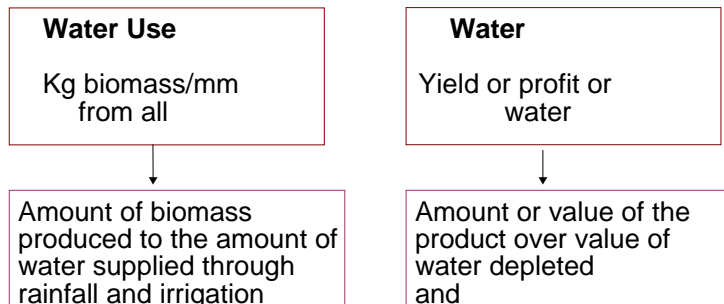 Water Use
Kg biomass/mm
from all
Amount of biomass
produced to the amount of
water supplied through
rainfall and irrigation
Water
Yield or profit or
water
Amount or value of the
product over value of
water depleted
and